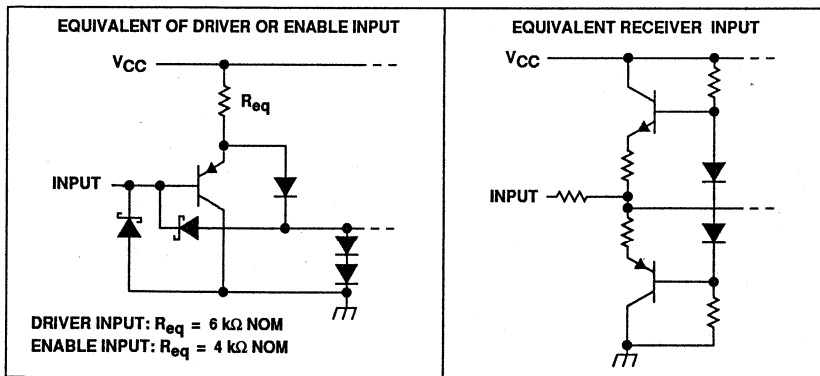 EQUIVALENT OF DRIVER OR ENABLE INPUT
VCC
Req
INPUT
DRIVER INPUT: Req = 6 kΩ NOM
ENABLE INPUT: Req = 4 kΩ NOM
EQUIVALENT RECEIVER INPUT
VCC
INPUT